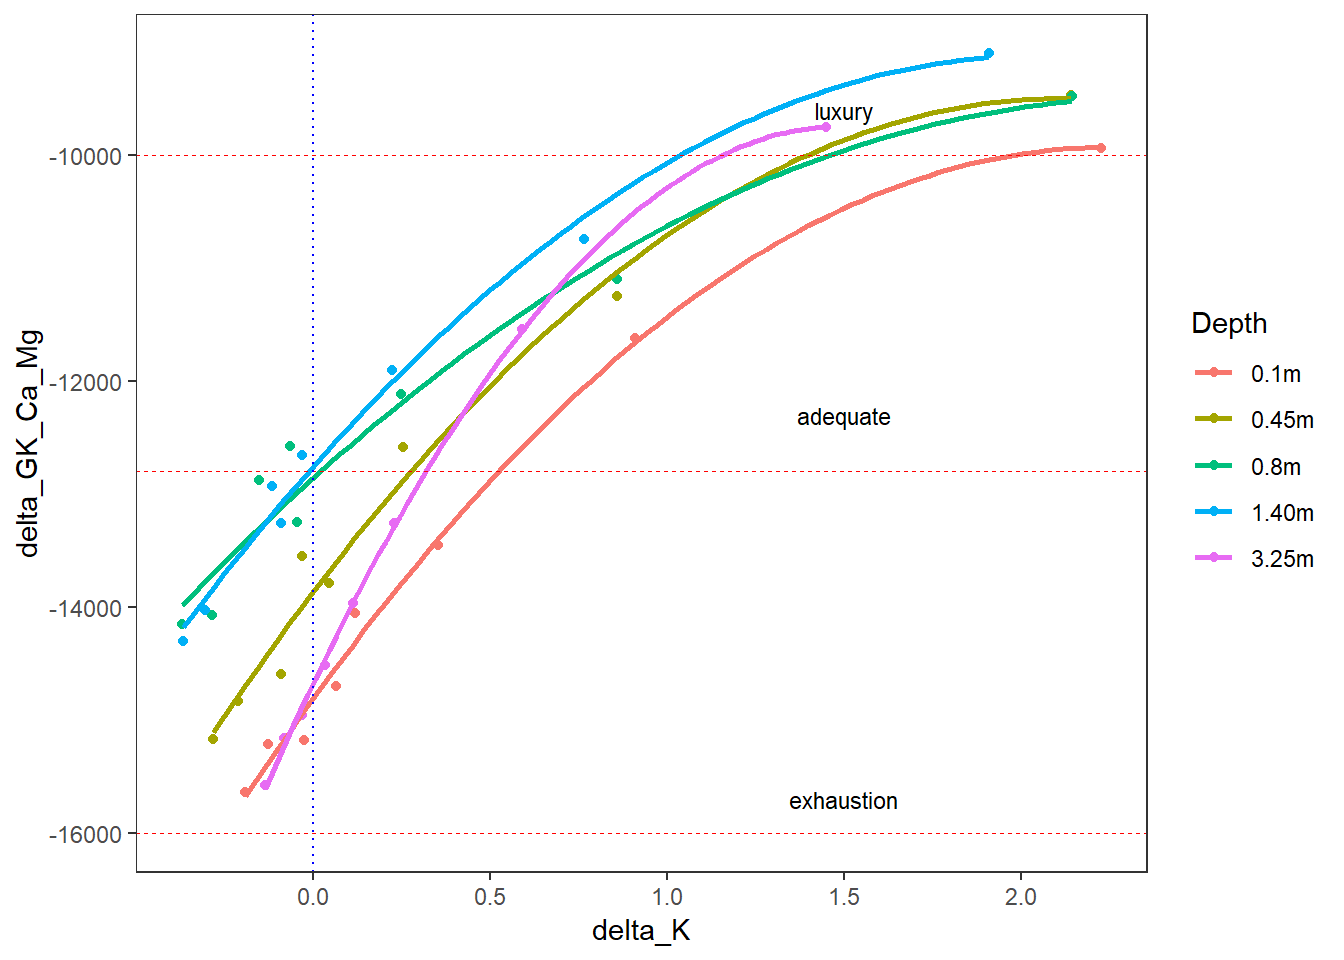 luxury
-10000
delta_GK_Ca_Mg
Depth
0.1m
-12000
adequate
0.45m
0.8m
1.40m
3.25m
-14000
exhaustion
-16000
0.0 0.5 1.0 1.5 2.0
delta_K